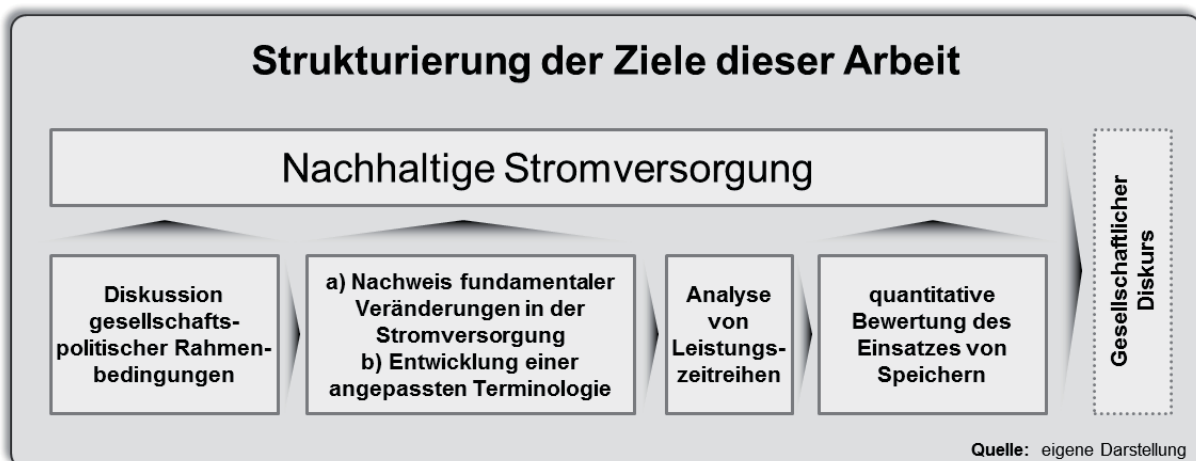 Strukturierung der Ziele dieser Arbeit
Nachhaltige Stromversorgung
Diskussion
gesellschafts-
politischer Rahmen-
bedingungen
a) Nachweis fundamentaler
Veränderungen in der
Stromversorgung
b) Entwicklung einer
angepassten Terminologie
Analyse
von
Leistungs-
zeitreihen
quantitative
Bewertung des
Einsatzes von
Speichern
Gesellschaftlicher
Diskurs
Quelle: eigene Darstellung